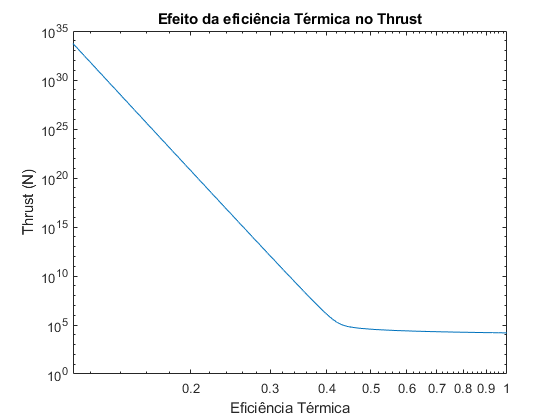 Efeito da eficiência Térmica no Thrust
10^35
10^30
10^25
10^20
10^15
10^10
10^5
10^0
Thrust (N)
0.2 0.3 0.4 0.5 0.6 0.7 0.8 0.9 1
Eficiência Térmica